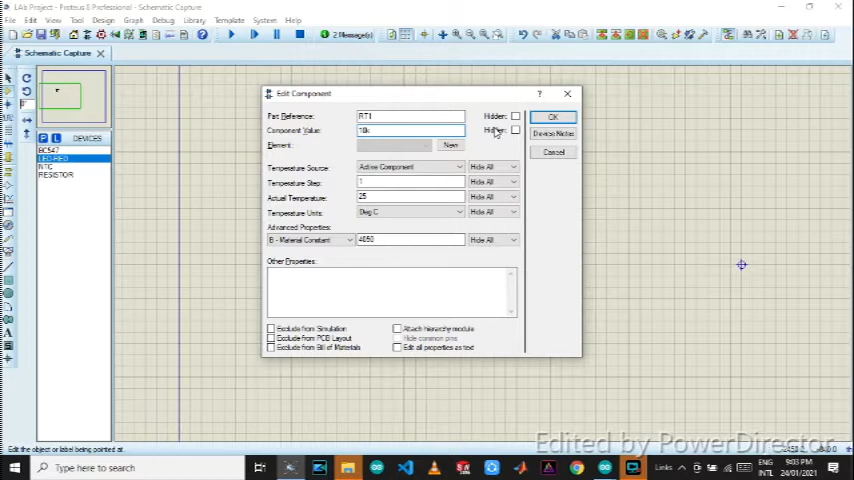 LAb Project - Proteus 8 Professional - Schematic Capture
File Edit View Tool Design Graph Debug Library Template System Help
2 Message(s)
Schematic Capture
Edit Component
Part Reference: RT1 Hidden:
OK
Component Value: 10k Hidden:
Device Notes
Element: New
Cancel
DEVICES
BC547
LED-RED
NTC
RESISTOR
Temperature Source: Active Component Hide All
Temperature Step: 1 Hide All
Actual Temperature: 25 Hide All
Temperature Units: Deg C Hide All
Advanced Properties:
B - Material Constant 4050 Hide All
Other Properties:
Exclude from Simulation Attach hierarchy module
Exclude from PCB Layout Hide common pins
Exclude from Bill of Materials Edit all properties as text
Edit the object or label being pointed at.
Edited by PowerDirector
Type here to search
Links
ENG
INTL
9:03 PM
24/01/2021